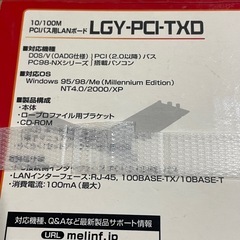 10/100M
PCIバス用LANボード LGY-PCI-TXD
■対応機種
DOS/V(OADG仕様) | PCI(2.0以降)バス
PC98-NXシリーズ | 搭載パソコン
■対応OS
Windows 95/98/Me (Millennium Edition)
NT4.0/2000/XP
■製品構成
・本体
・ロープロファイル用ブラケット
・CD-ROM
・LANインターフェース:RJ-45, 100BASE-TX/10BASE-T
・消費電流:100mA(最大)
対応機種、Q&Aなど最新製品サポート情報
URL melinf.jp